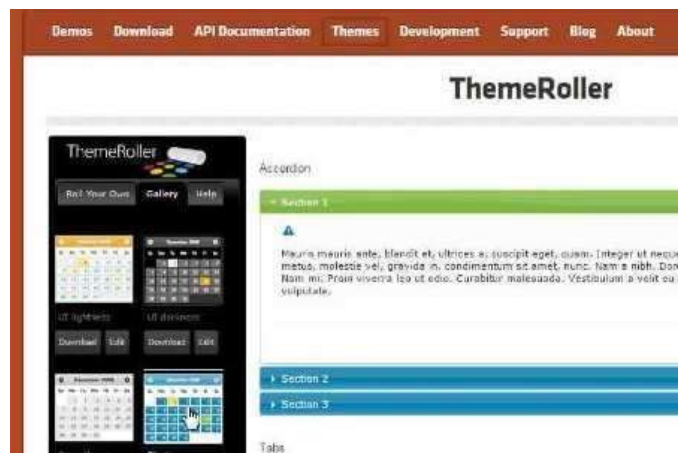 Demos Download API Documentation Themes Development Support Blog About
ThemeRoller
ThemeRoller
Roll Your Own Gallery Help
Accordion
Section 1
Mauris mauris ante, blandit et, ultrices a, suscipit eget, quam. Integer ut neque
metus, molestie vel, gravida in, condimentum sit amet, nunc. Nam a nibh. Don
Nam mi. Proin viverra leo ut odio. Curabitur malesuada. Vestibulum a velit eu
vulputate.
UI lightness UI darkness
Download Edit Download Edit
Section 2
Section 3
Tabs